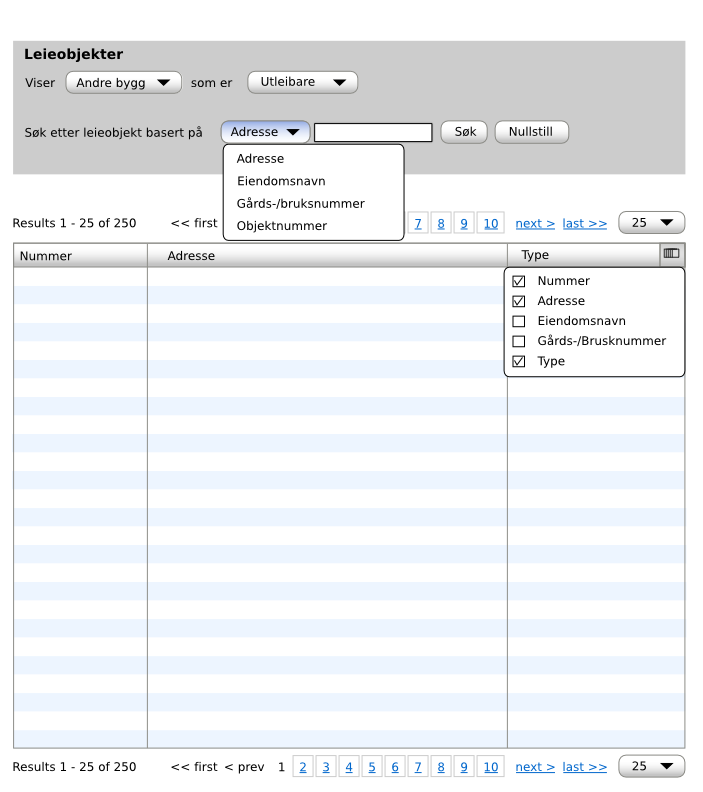 Leieobjekter
Viser Andre bygg som er Utleibare
Søk etter leieobjekt basert på Adresse Søk Nullstill
Adresse
Eiendomsnavn
Gårds-/bruksnummer
Objektnummer
Results 1 - 25 of 250 << first 7 8 9 10 next > last >> 25
Nummer Adresse Type
Nummer
Adresse
Eiendomsnavn
Gårds-/Brusknummer
Type
Results 1 - 25 of 250 << first < prev 1 2 3 4 5 6 7 8 9 10 next > last >> 25